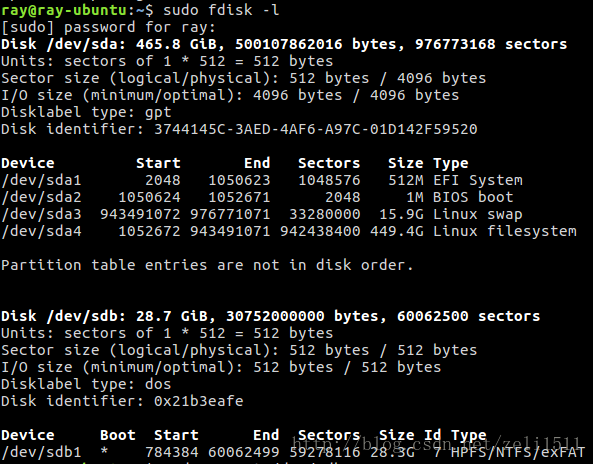 ray@ray-ubuntu:~$ sudo fdisk -l
[sudo] password for ray:
Disk /dev/sda: 465.8 GiB, 500107862016 bytes, 976773168 sectors
Units: sectors of 1 * 512 = 512 bytes
Sector size (logical/physical): 512 bytes / 4096 bytes
I/O size (minimum/optimal): 4096 bytes / 4096 bytes
Disklabel type: gpt
Disk identifier: 3744145C-3AED-4AF6-A97C-01D142F59520
Device Start End Sectors Size Type
/dev/sda1 2048 1050623 1048576 512M EFI System
/dev/sda2 1050624 1052671 2048 1M BIOS boot
/dev/sda3 943491072 976771071 33280000 15.9G Linux swap
/dev/sda4 1052672 943491071 942438400 449.4G Linux filesystem
Partition table entries are not in disk order.
Disk /dev/sdb: 28.7 GiB, 30752000000 bytes, 60062500 sectors
Units: sectors of 1 * 512 = 512 bytes
Sector size (logical/physical): 512 bytes / 512 bytes
I/O size (minimum/optimal): 512 bytes / 512 bytes
Disklabel type: dos
Disk identifier: 0x21b3eafe
Device Boot Start End Sectors Size Id Type
http://blog.csdn.net/zeli1511
/dev/sdb1 * 784384 60062499 59278116 28.3G 7 HPFS/NTFS/exFAT